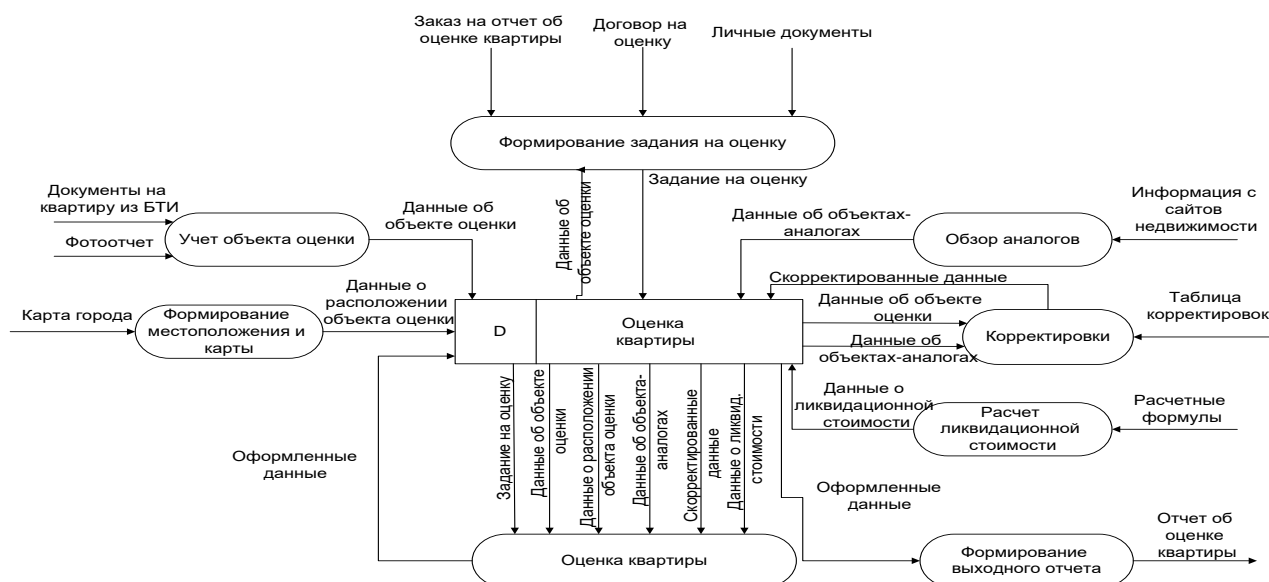 Заказ на отчет об
оценке квартиры
Договор на
оценку
Личные документы
Формирование задания на оценку
Задание на оценку
Данные об
объекте оценки
Документы на
квартиру из БТИ
Фотоотчет
Учет объекта оценки
Данные об
объекте оценки
Данные об объектах-
аналогах
Обзор аналогов
Информация с
сайтов
недвижимости
Скорректированные данные
Карта города
Формирование
местоположения и
карты
Данные о
расположении
объекта оценки
D
Оценка
квартиры
Данные об объекте
оценки
Данные об
объектах-аналогах
Корректировки
Таблица
корректировок
Данные о
ликвидационной
стоимости
Расчет
ликвидационной
стоимости
Расчетные
формулы
Оформленные
данные
Задание на оценку
Данные об объекте
оценки
Данные о расположении
объекта оценки
Данные об объекта-
аналогах
Скорректированные
данные
Данные о ликвид.
стоимости
Оформленные
данные
Оценка квартиры
Формирование
выходного отчета
Отчет об
оценке
квартиры